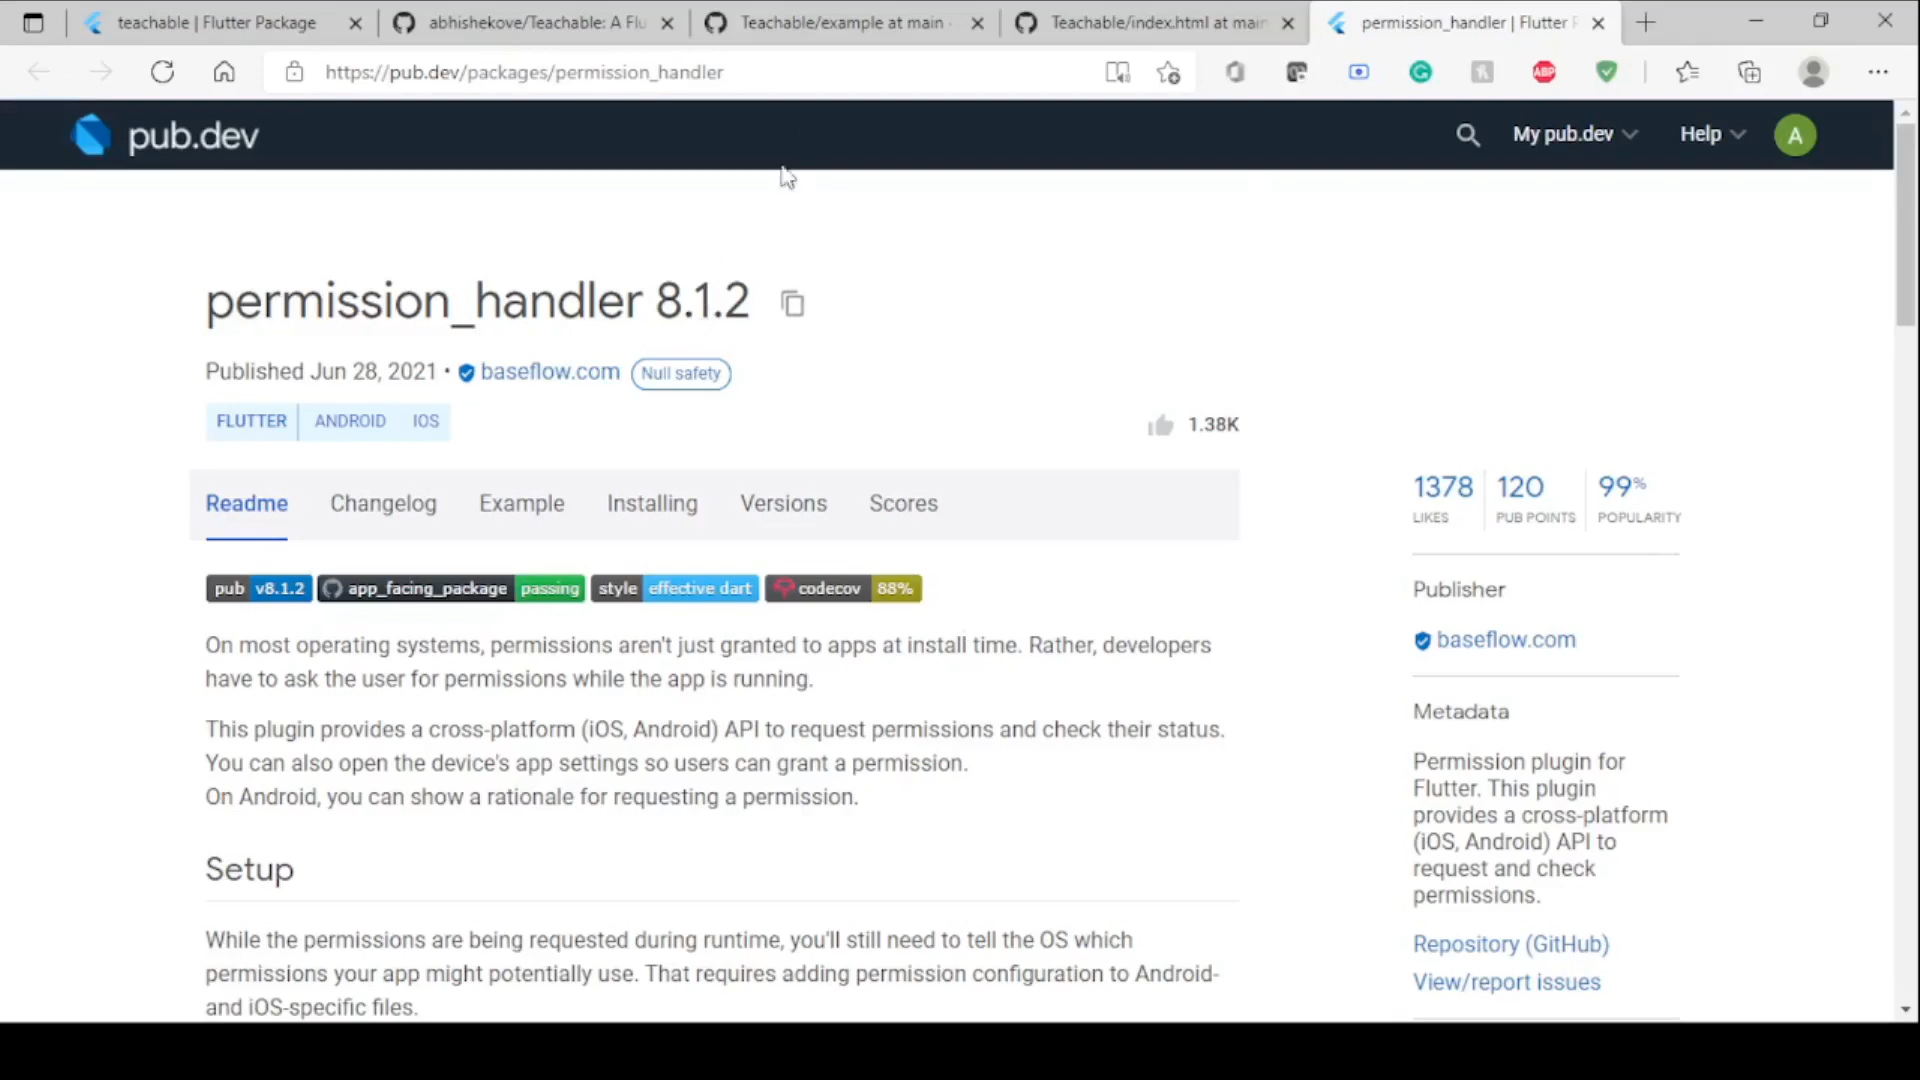 teachable | Flutter Package
abhishekove/Teachable: A Flu
Teachable/example at main ·
Teachable/index.html at main
permission_handler | Flutter P
https://pub.dev/packages/permission_handler
ABP
pub.dev
My pub.dev
Help
A
permission_handler 8.1.2
Published Jun 28, 2021 • baseflow.com Null safety
FLUTTER ANDROID IOS
1.38K
Readme Changelog Example Installing Versions Scores
pub v8.1.2 app_facing_package passing style effective dart codecov 88%
On most operating systems, permissions aren't just granted to apps at install time. Rather, developers
have to ask the user for permissions while the app is running.
This plugin provides a cross-platform (iOS, Android) API to request permissions and check their status.
You can also open the device's app settings so users can grant a permission.
On Android, you can show a rationale for requesting a permission.
Setup
While the permissions are being requested during runtime, you'll still need to tell the OS which
permissions your app might potentially use. That requires adding permission configuration to Android-
and iOS-specific files.
1378 120 99%
LIKES PUB POINTS POPULARITY
Publisher
baseflow.com
Metadata
Permission plugin for
Flutter. This plugin
provides a cross-platform
(iOS, Android) API to
request and check
permissions.
Repository (GitHub)
View/report issues